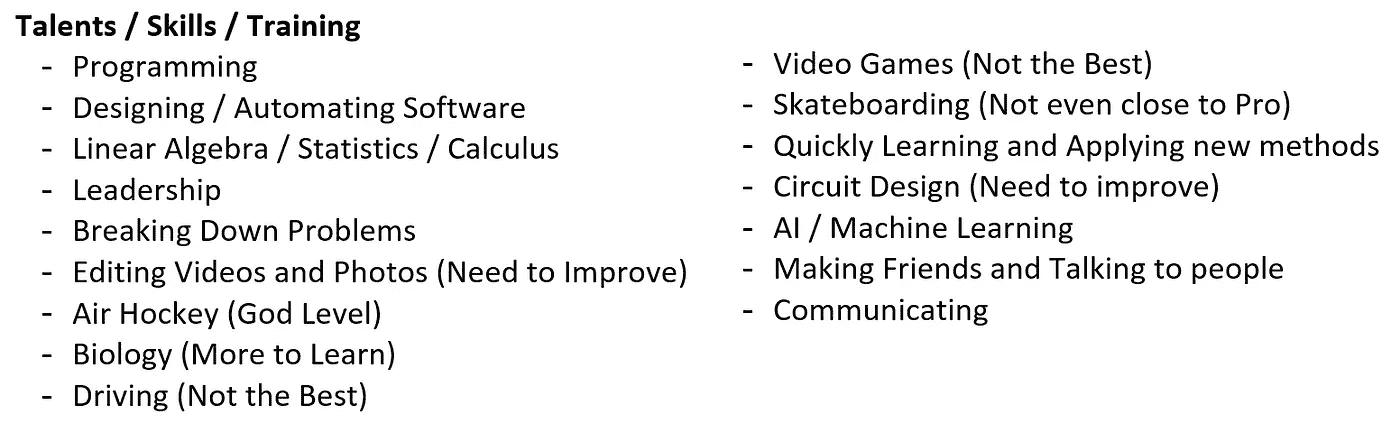 Talents / Skills / Training
- Programming
- Designing / Automating Software
- Linear Algebra / Statistics / Calculus
- Leadership
- Breaking Down Problems
- Editing Videos and Photos (Need to Improve)
- Air Hockey (God Level)
- Biology (More to Learn)
- Driving (Not the Best)
- Video Games (Not the Best)
- Skateboarding (Not even close to Pro)
- Quickly Learning and Applying new methods
- Circuit Design (Need to improve)
- AI / Machine Learning
- Making Friends and Talking to people
- Communicating